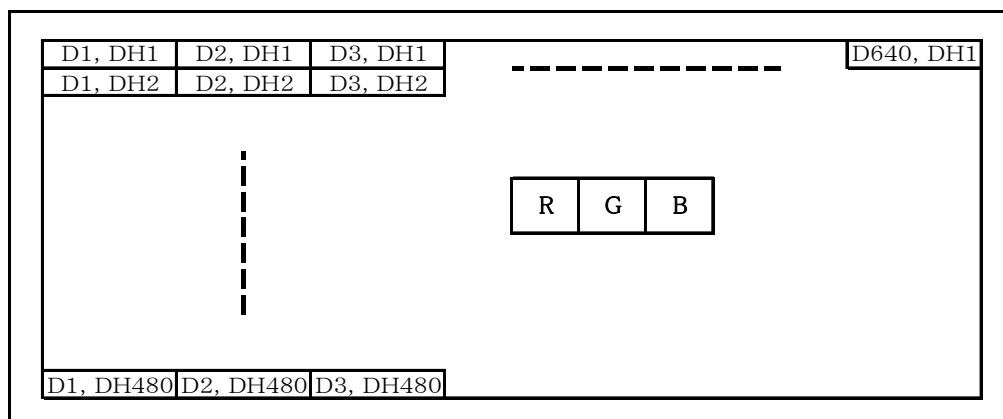 D1, DH1 D2, DH1 D3, DH1 D640, DH1
D1, DH2 D2, DH2 D3, DH2
R G B
D1, DH480 D2, DH480 D3, DH480